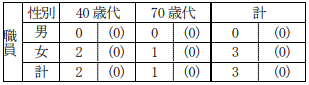 職員 性別 40歳代 70歳代 計
男 0 (0) 0 (0) 0 (0)
女 2 (0) 1 (0) 3 (0)
計 2 (0) 1 (0) 3 (0)